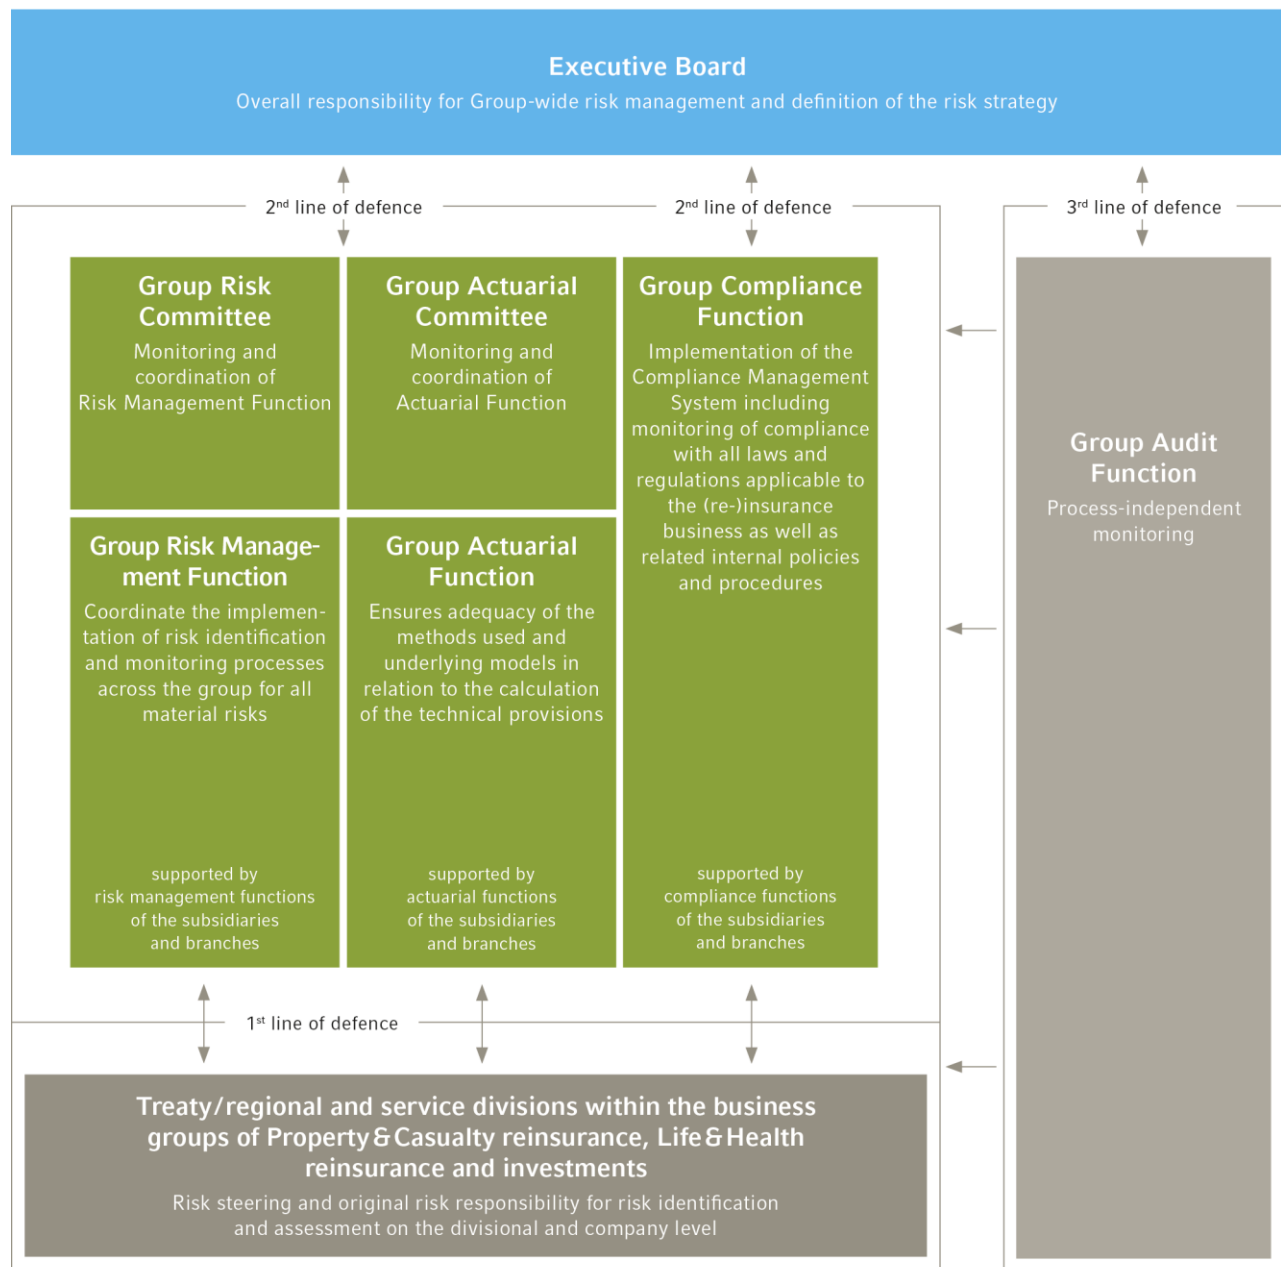 Executive Board
Overall responsibility for Group-wide risk management and definition of the risk strategy
2nd line of defence
2nd line of defence
3rd line of defence
Group Risk
Committee
Monitoring and
coordination of
Risk Management Function
Group Actuarial
Committee
Monitoring and
coordination of
Actuarial Function
Group Compliance
Function
Implementation of the
Compliance Management
System including
monitoring of compliance
with all laws and
regulations applicable to
the (re-)insurance
business as well as
related internal policies
and procedures
supported by
compliance functions
of the subsidiaries
and branches
Group Risk Manage-
ment Function
Coordinate the implemen-
tation of risk identification
and monitoring processes
across the group for all
material risks
supported by
risk management functions
of the subsidiaries
and branches
Group Actuarial
Function
Ensures adequacy of the
methods used and
underlying models in
relation to the calculation
of the technical provisions
supported by
actuarial functions
of the subsidiaries
and branches
Group Audit
Function
Process-independent
monitoring
1st line of defence
Treaty/regional and service divisions within the business
groups of Property & Casualty reinsurance, Life & Health
reinsurance and investments
Risk steering and original risk responsibility for risk identification
and assessment on the divisional and company level